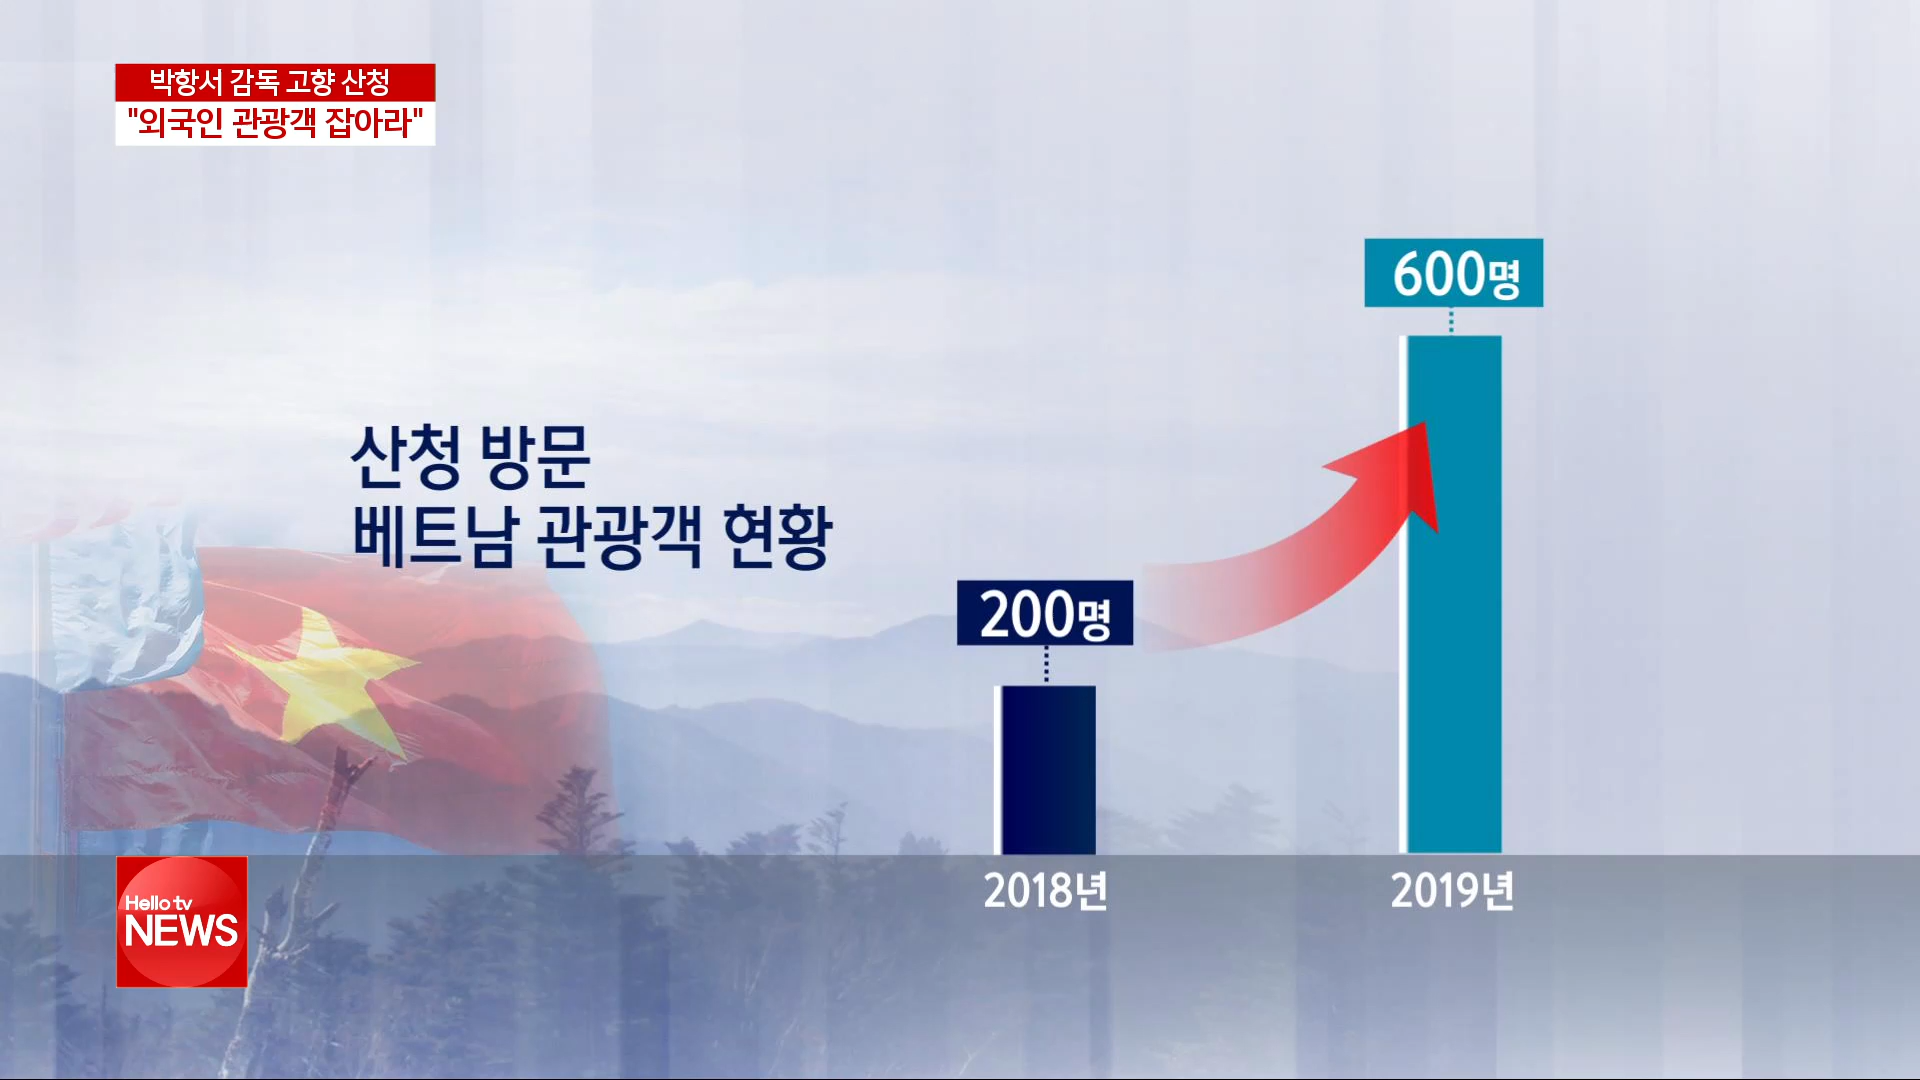 박항서 감독 고향 산청
"외국인 관광객 잡아라"
600명
산청 방문
베트남 관광객 현황
200명
2018년
2019년
Hello tv
NEWS